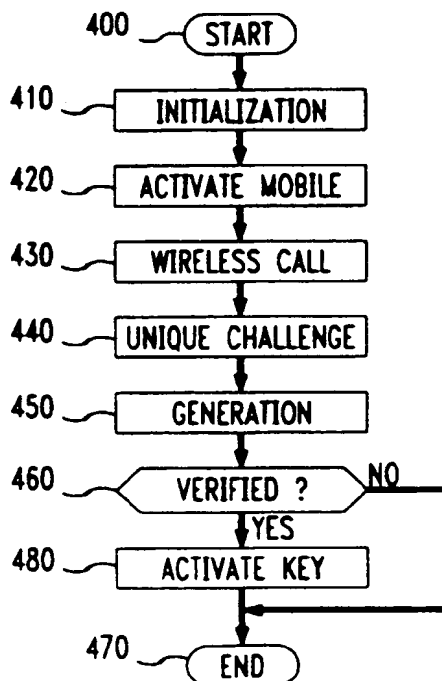 400 START
410 INITIALIZATION
420 ACTIVATE MOBILE
430 WIRELESS CALL
440 UNIQUE CHALLENGE
450 GENERATION
460 VERIFIED ? NO
YES
480 ACTIVATE KEY
470 END